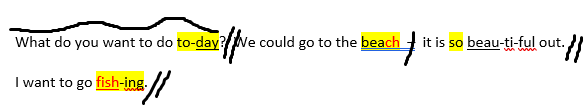 What do you want to do to-day? We could go to the beach - it is so beau-ti-ful out.
I want to go fish-ing.